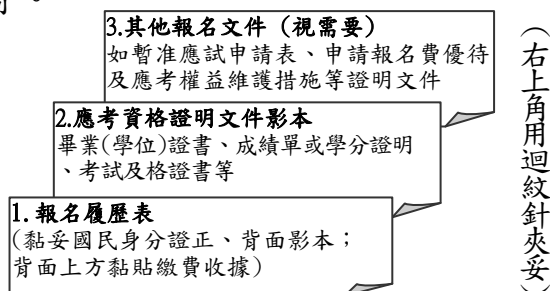 3.其他報名文件（視需要）
如暫准應試申請表、申請報名費優待
及應考權益維護措施等證明文件
2.應考資格證明文件影本
畢業(學位)證書、成績單或學分證明
、考試及格證書等
1.報名履歷表
(黏妥國民身分證正、背面影本；
背面上方黏貼繳費收據)
（右上角用迴紋針夾妥）